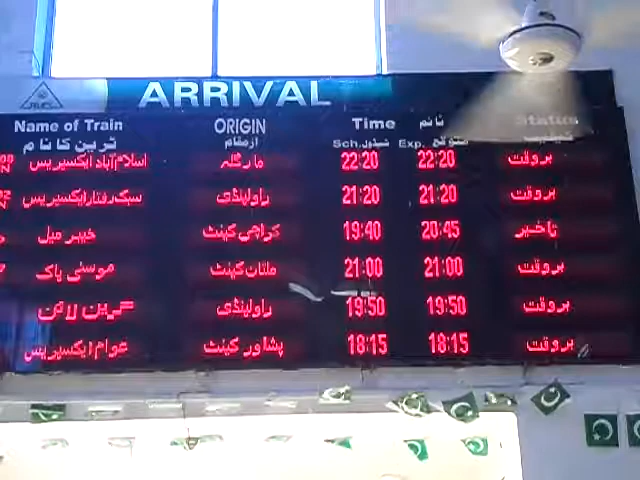 ARRIVAL
Name of Train ORIGIN Time ٹائم Status
ٹرین کا نام ازمقام Sch. شیڈول Exp. متوقع
اسلام آباد ایکسپریس مارگلہ 22:20 22:20 بروقت
سبک رفتار ایکسپریس راولپنڈی 21:20 21:20 بروقت
خیبر میل کراچی کینٹ 19:40 20:45 تاخیر
موسیٰ پاک ملتان کینٹ 21:00 21:00 بروقت
گرین لائن راولپنڈی 19:50 19:50 بروقت
عوام ایکسپریس پشاور کینٹ 18:15 18:15 بروقت